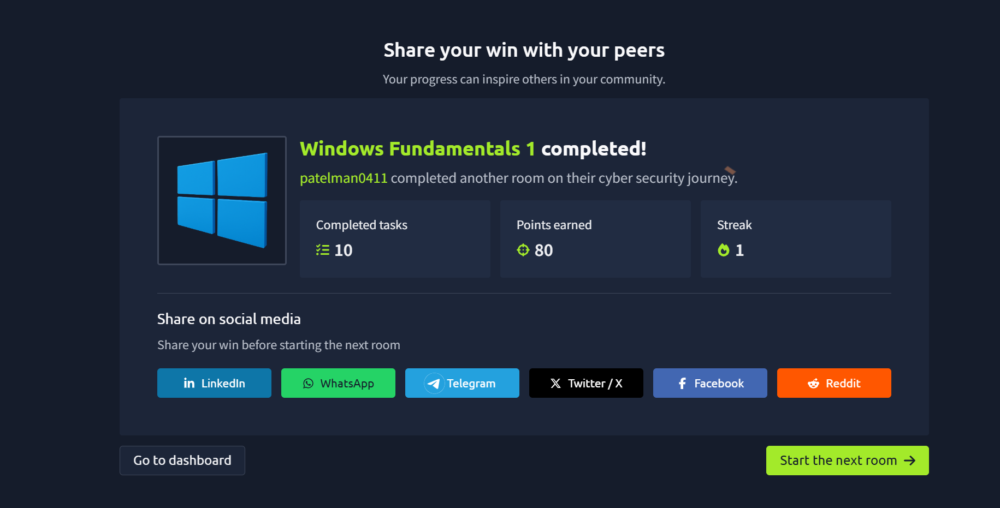 Share your win with your peers
Your progress can inspire others in your community.
Windows Fundamentals 1 completed!
patelman0411 completed another room on their cyber security journey.
Completed tasks
10
Points earned
80
Streak
1
Share on social media
Share your win before starting the next room
LinkedIn
WhatsApp
Telegram
Twitter / X
Facebook
Reddit
Go to dashboard
Start the next room →